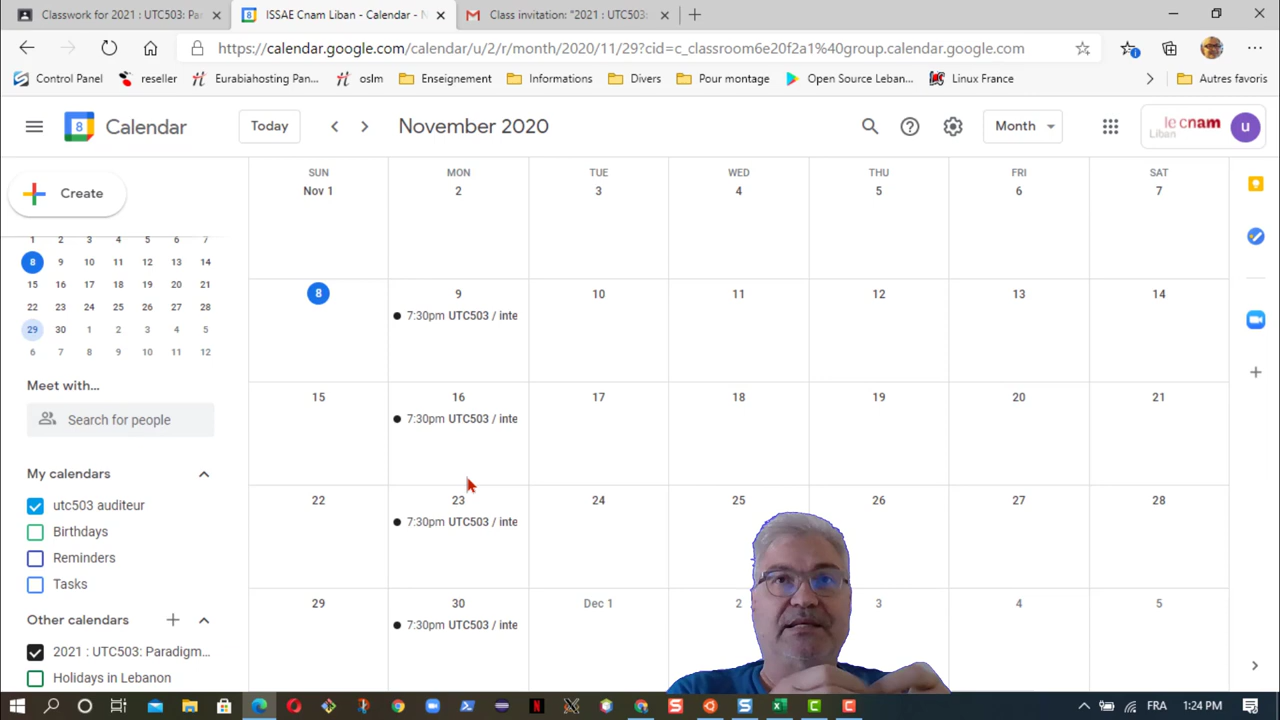 Classwork for 2021 : UTC503: Par
ISSAE Cnam Liban - Calendar - N
Class invitation: "2021 : UTC503:
https://calendar.google.com/calendar/u/2/r/month/2020/11/29?cid=c_classroom6e20f2a1%40group.calendar.google.com
Control Panel
reseller
Eurabiahosting Pan...
oslm
Enseignement
Informations
Divers
Pour montage
Open Source Leban...
Linux France
Autres favoris
8
Calendar
Today
November 2020
Month
le cnam
Liban
u
Create
SUN MON TUE WED THU FRI SAT
Nov 1 2 3 4 5 6 7
8 9 10 11 12 13 14
7:30pm UTC503 / inte
15 16 17 18 19 20 21
7:30pm UTC503 / inte
22 23 24 25 26 27 28
7:30pm UTC503 / inte
29 30 Dec 1 2 3 4 5
7:30pm UTC503 / inte
1 2 3 4 5 6 7
8 9 10 11 12 13 14
15 16 17 18 19 20 21
22 23 24 25 26 27 28
29 30 1 2 3 4 5
6 7 8 9 10 11 12
Meet with...
Search for people
My calendars
utc503 auditeur
Birthdays
Reminders
Tasks
Other calendars
2021 : UTC503: Paradigm...
Holidays in Lebanon
FRA
1:24 PM